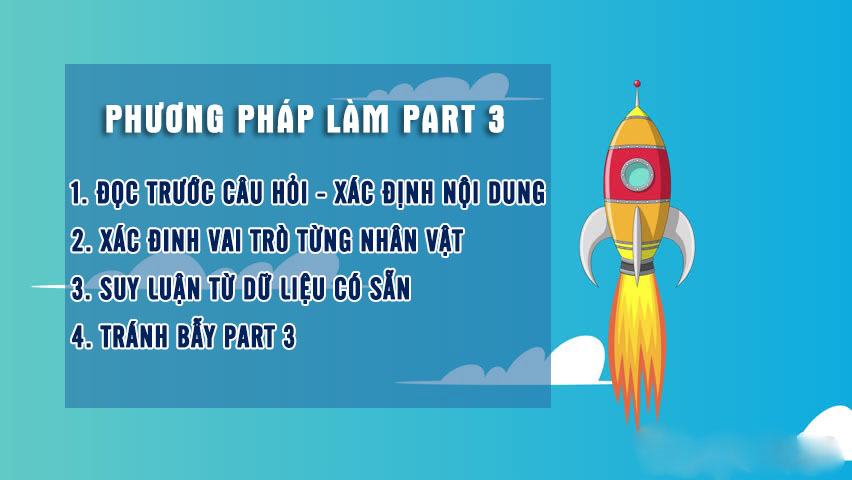 PHƯƠNG PHÁP LÀM PART 3
1. ĐỌC TRƯỚC CÂU HỎI - XÁC ĐỊNH NỘI DUNG
2. XÁC ĐINH VAI TRÒ TỪNG NHÂN VẬT
3. SUY LUẬN TỪ DỮ LIỆU CÓ SẴN
4. TRÁNH BẪY PART 3